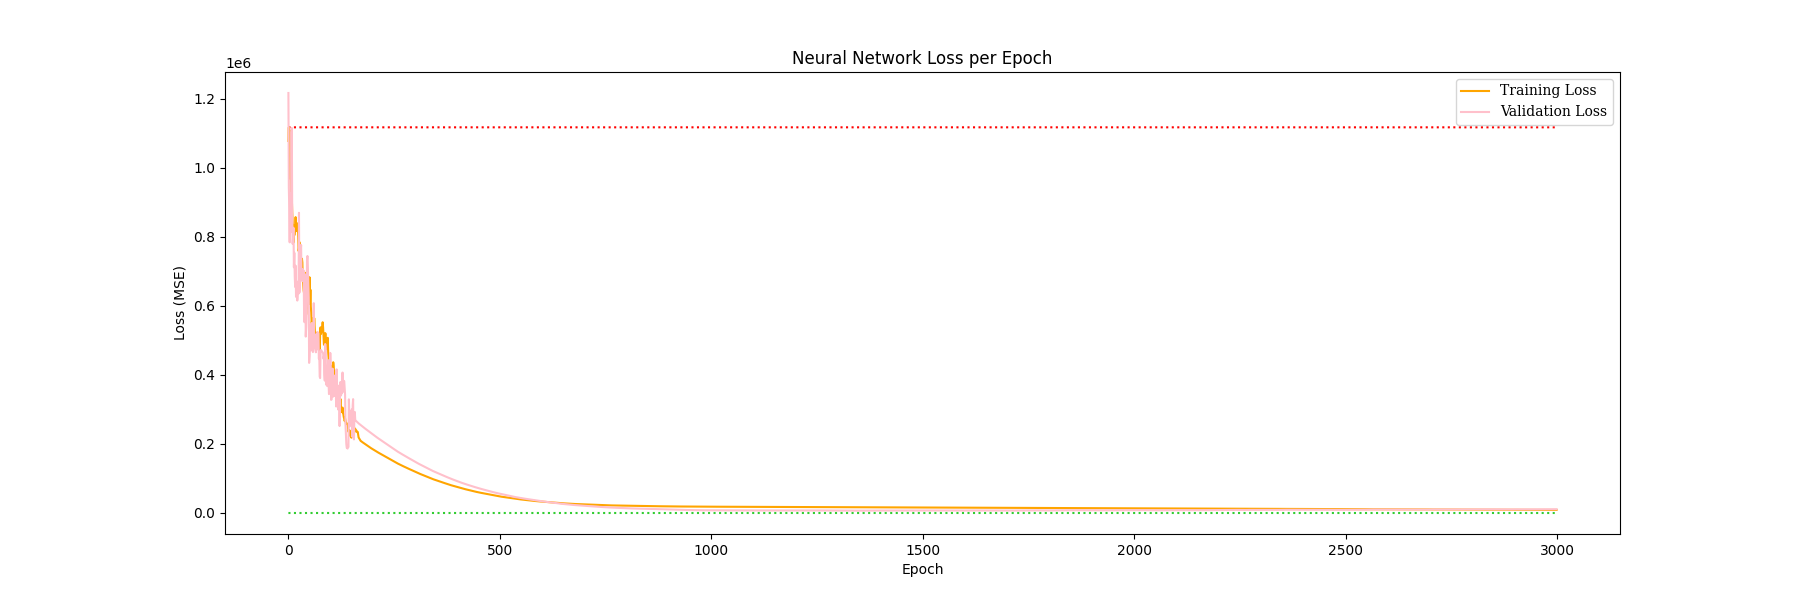 Neural Network Loss per Epoch
1e6
Training Loss
Validation Loss
1.2
1.0
0.8
0.6
0.4
0.2
0.0
Loss (MSE)
0 500 1000 1500 2000 2500 3000
Epoch